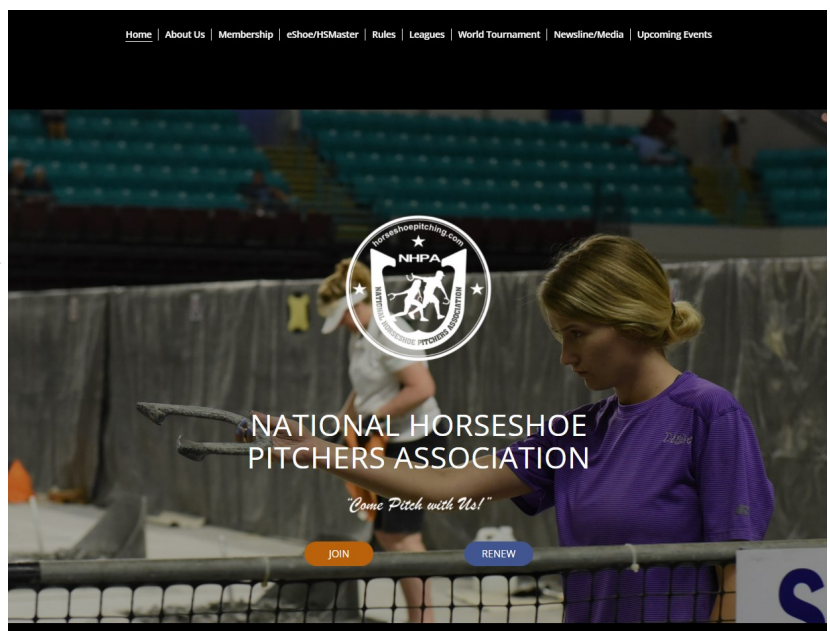 Home | About Us | Membership | eShoe/HSMaster | Rules | Leagues | World Tournament | Newsline/Media | Upcoming Events
horseshoepitching.com
NHPA
NATIONAL HORSESHOE PITCHERS ASSOCIATION
NATIONAL HORSESHOE
PITCHERS ASSOCIATION
"Come Pitch with Us!"
JOIN
RENEW
Idaho
S